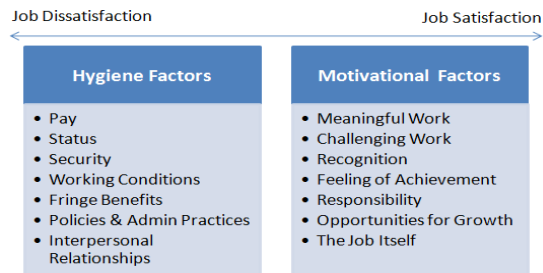 Job Dissatisfaction
Job Satisfaction
Hygiene Factors
• Pay
• Status
• Security
• Working Conditions
• Fringe Benefits
• Policies & Admin Practices
• Interpersonal
Relationships
Motivational Factors
• Meaningful Work
• Challenging Work
• Recognition
• Feeling of Achievement
• Responsibility
• Opportunities for Growth
• The Job Itself